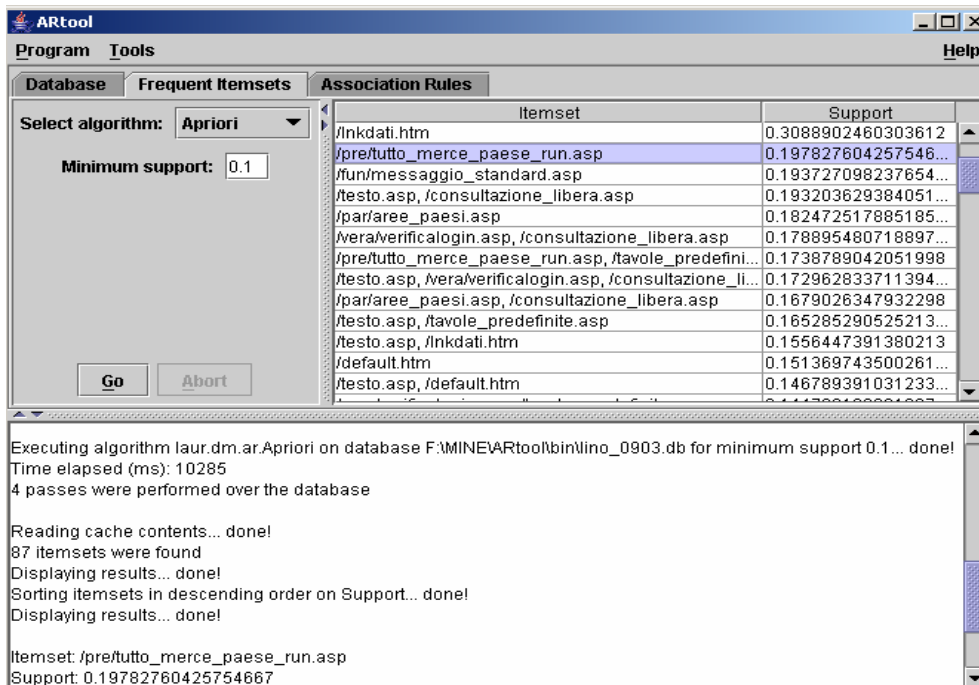 ARtool
Program Tools Help
Database Frequent Itemsets Association Rules
Select algorithm: Apriori
Minimum support: 0.1
Go Abort
Itemset Support
/lnkdati.htm 0.3088902460303612
/pre/tutto_merce_paese_run.asp 0.197827604257546...
/fun/messaggio_standard.asp 0.193727098237654...
/testo.asp, /consultazione_libera.asp 0.193203629384051...
/par/aree_paesi.asp 0.182472517885185...
/vera/verificalogin.asp, /consultazione_libera.asp 0.178895480718897...
/pre/tutto_merce_paese_run.asp, /tavole_predefini... 0.1738789042051998
/testo.asp, /vera/verificalogin.asp, /consultazione_li... 0.172962833711394...
/par/aree_paesi.asp, /consultazione_libera.asp 0.1679026347932298
/testo.asp, /tavole_predefinite.asp 0.165285290525213...
/testo.asp, /lnkdati.htm 0.1556447391380213
/default.htm 0.151369743500261...
/testo.asp, /default.htm 0.146789391031233...
Executing algorithm laur.dm.ar.Apriori on database F:\MINE\ARtool\bin\lino_0903.db for minimum support 0.1... done!
Time elapsed (ms): 10285
4 passes were performed over the database
Reading cache contents... done!
87 itemsets were found
Displaying results... done!
Sorting itemsets in descending order on Support... done!
Displaying results... done!
Itemset: /pre/tutto_merce_paese_run.asp
Support: 0.19782760425754667